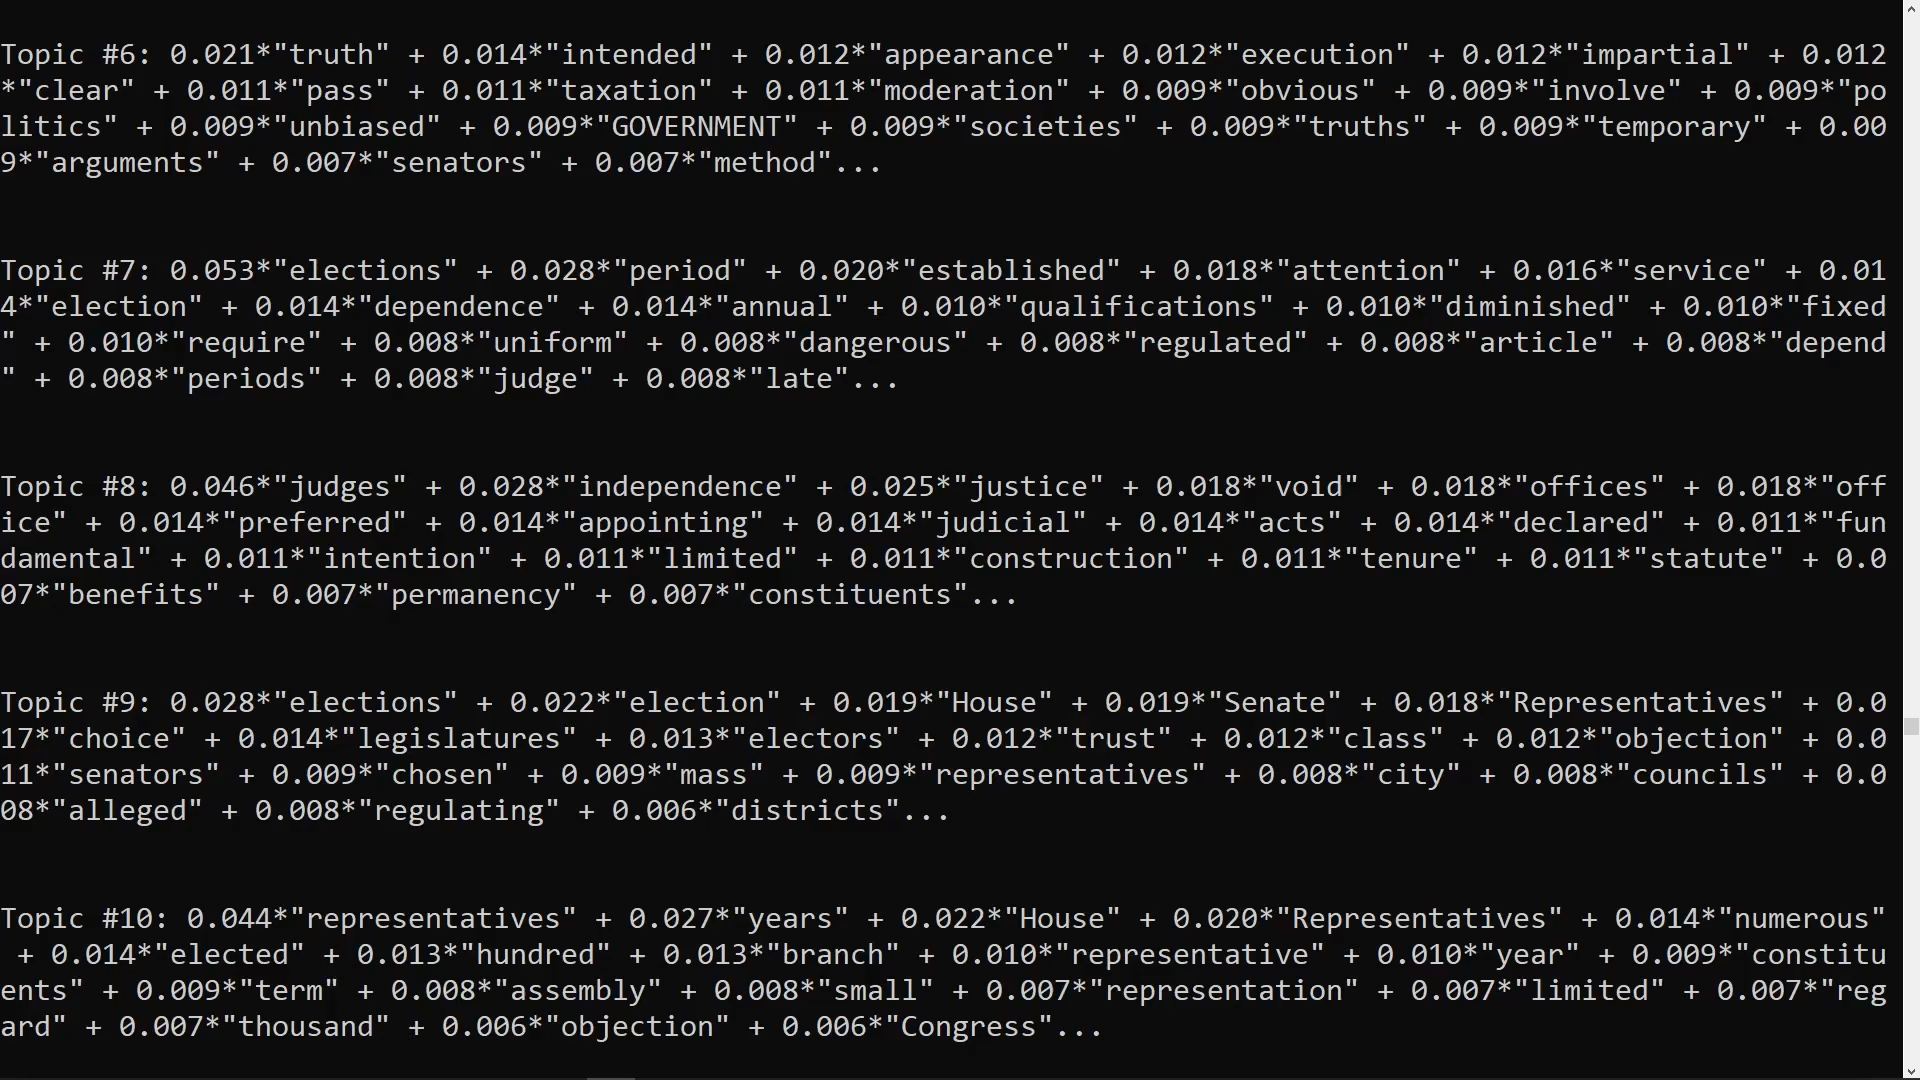 Topic #6: 0.021*"truth" + 0.014*"intended" + 0.012*"appearance" + 0.012*"execution" + 0.012*"impartial" + 0.012
*"clear" + 0.011*"pass" + 0.011*"taxation" + 0.011*"moderation" + 0.009*"obvious" + 0.009*"involve" + 0.009*"po
litics" + 0.009*"unbiased" + 0.009*"GOVERNMENT" + 0.009*"societies" + 0.009*"truths" + 0.009*"temporary" + 0.00
9*"arguments" + 0.007*"senators" + 0.007*"method"...
Topic #7: 0.053*"elections" + 0.028*"period" + 0.020*"established" + 0.018*"attention" + 0.016*"service" + 0.01
4*"election" + 0.014*"dependence" + 0.014*"annual" + 0.010*"qualifications" + 0.010*"diminished" + 0.010*"fixed
" + 0.010*"require" + 0.008*"uniform" + 0.008*"dangerous" + 0.008*"regulated" + 0.008*"article" + 0.008*"depend
" + 0.008*"periods" + 0.008*"judge" + 0.008*"late"...
Topic #8: 0.046*"judges" + 0.028*"independence" + 0.025*"justice" + 0.018*"void" + 0.018*"offices" + 0.018*"off
ice" + 0.014*"preferred" + 0.014*"appointing" + 0.014*"judicial" + 0.014*"acts" + 0.014*"declared" + 0.011*"fun
damental" + 0.011*"intention" + 0.011*"limited" + 0.011*"construction" + 0.011*"tenure" + 0.011*"statute" + 0.0
07*"benefits" + 0.007*"permanency" + 0.007*"constituents"...
Topic #9: 0.028*"elections" + 0.022*"election" + 0.019*"House" + 0.019*"Senate" + 0.018*"Representatives" + 0.0
17*"choice" + 0.014*"legislatures" + 0.013*"electors" + 0.012*"trust" + 0.012*"class" + 0.012*"objection" + 0.0
11*"senators" + 0.009*"chosen" + 0.009*"mass" + 0.009*"representatives" + 0.008*"city" + 0.008*"councils" + 0.0
08*"alleged" + 0.008*"regulating" + 0.006*"districts"...
Topic #10: 0.044*"representatives" + 0.027*"years" + 0.022*"House" + 0.020*"Representatives" + 0.014*"numerous"
 + 0.014*"elected" + 0.013*"hundred" + 0.013*"branch" + 0.010*"representative" + 0.010*"year" + 0.009*"constitu
ents" + 0.009*"term" + 0.008*"assembly" + 0.008*"small" + 0.007*"representation" + 0.007*"limited" + 0.007*"reg
ard" + 0.007*"thousand" + 0.006*"objection" + 0.006*"Congress"...